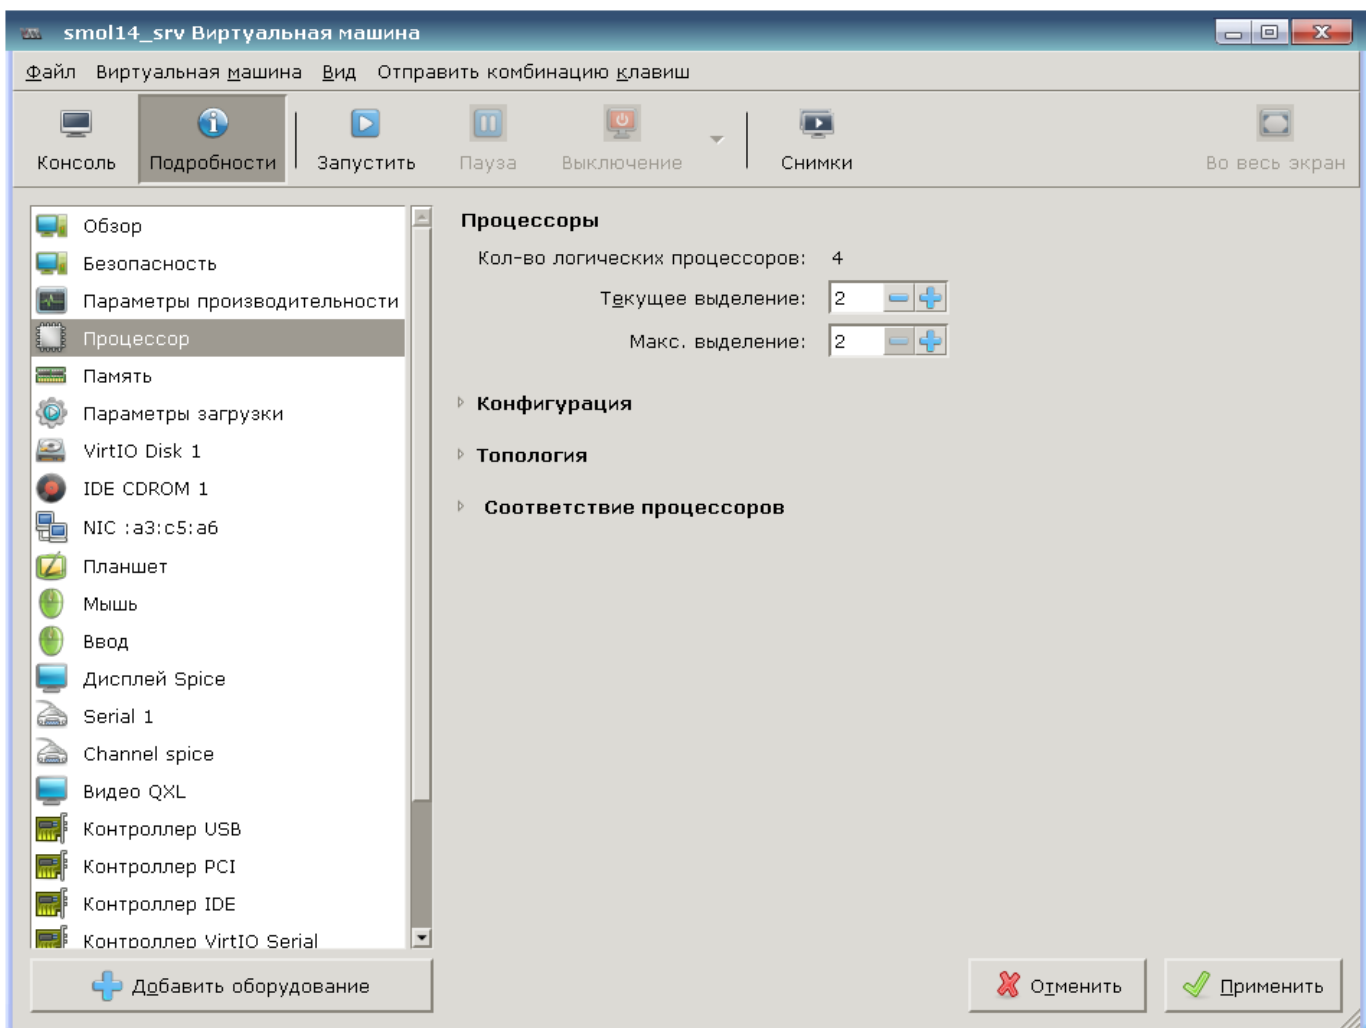 smol14_srv Виртуальная машина
Файл Виртуальная машина Вид Отправить комбинацию клавиш
Консоль Подробности Запустить Пауза Выключение Снимки Во весь экран
Обзор
Безопасность
Параметры производительности
Процессор
Память
Параметры загрузки
VirtIO Disk 1
IDE CDROM 1
NIC :a3:c5:a6
Планшет
Мышь
Ввод
Дисплей Spice
Serial 1
Channel spice
Видео QXL
Контроллер USB
Контроллер PCI
Контроллер IDE
Контроллер VirtIO Serial
Добавить оборудование
Процессоры
Кол-во логических процессоров: 4
Текущее выделение: 2
Макс. выделение: 2
Конфигурация
Топология
Соответствие процессоров
Отменить Применить